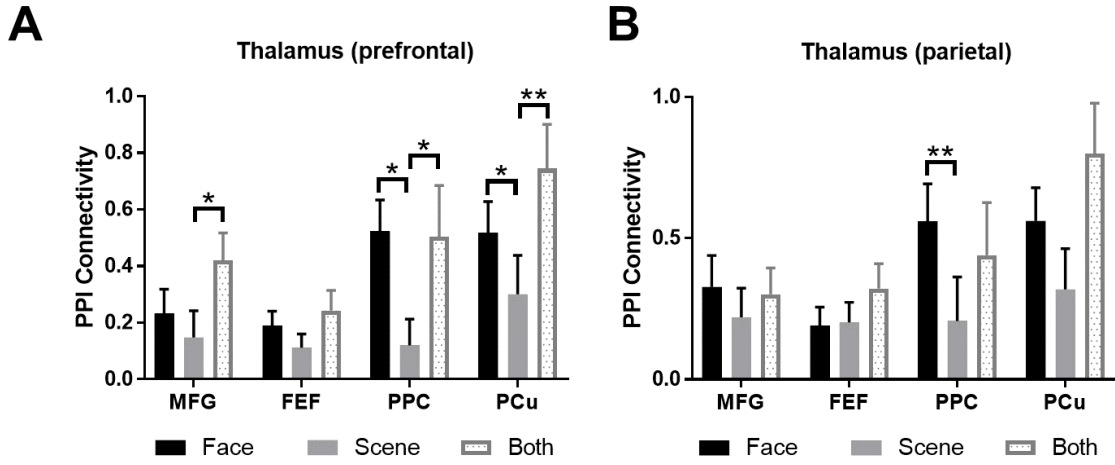 A
Thalamus (prefrontal)
PPI Connectivity
1.0
0.8
0.6
0.4
0.2
0.0
*
*
*
*
**
MFG FEF PPC PCu
Face Scene Both
B
Thalamus (parietal)
PPI Connectivity
1.0
0.5
0.0
**
MFG FEF PPC PCu
Face Scene Both